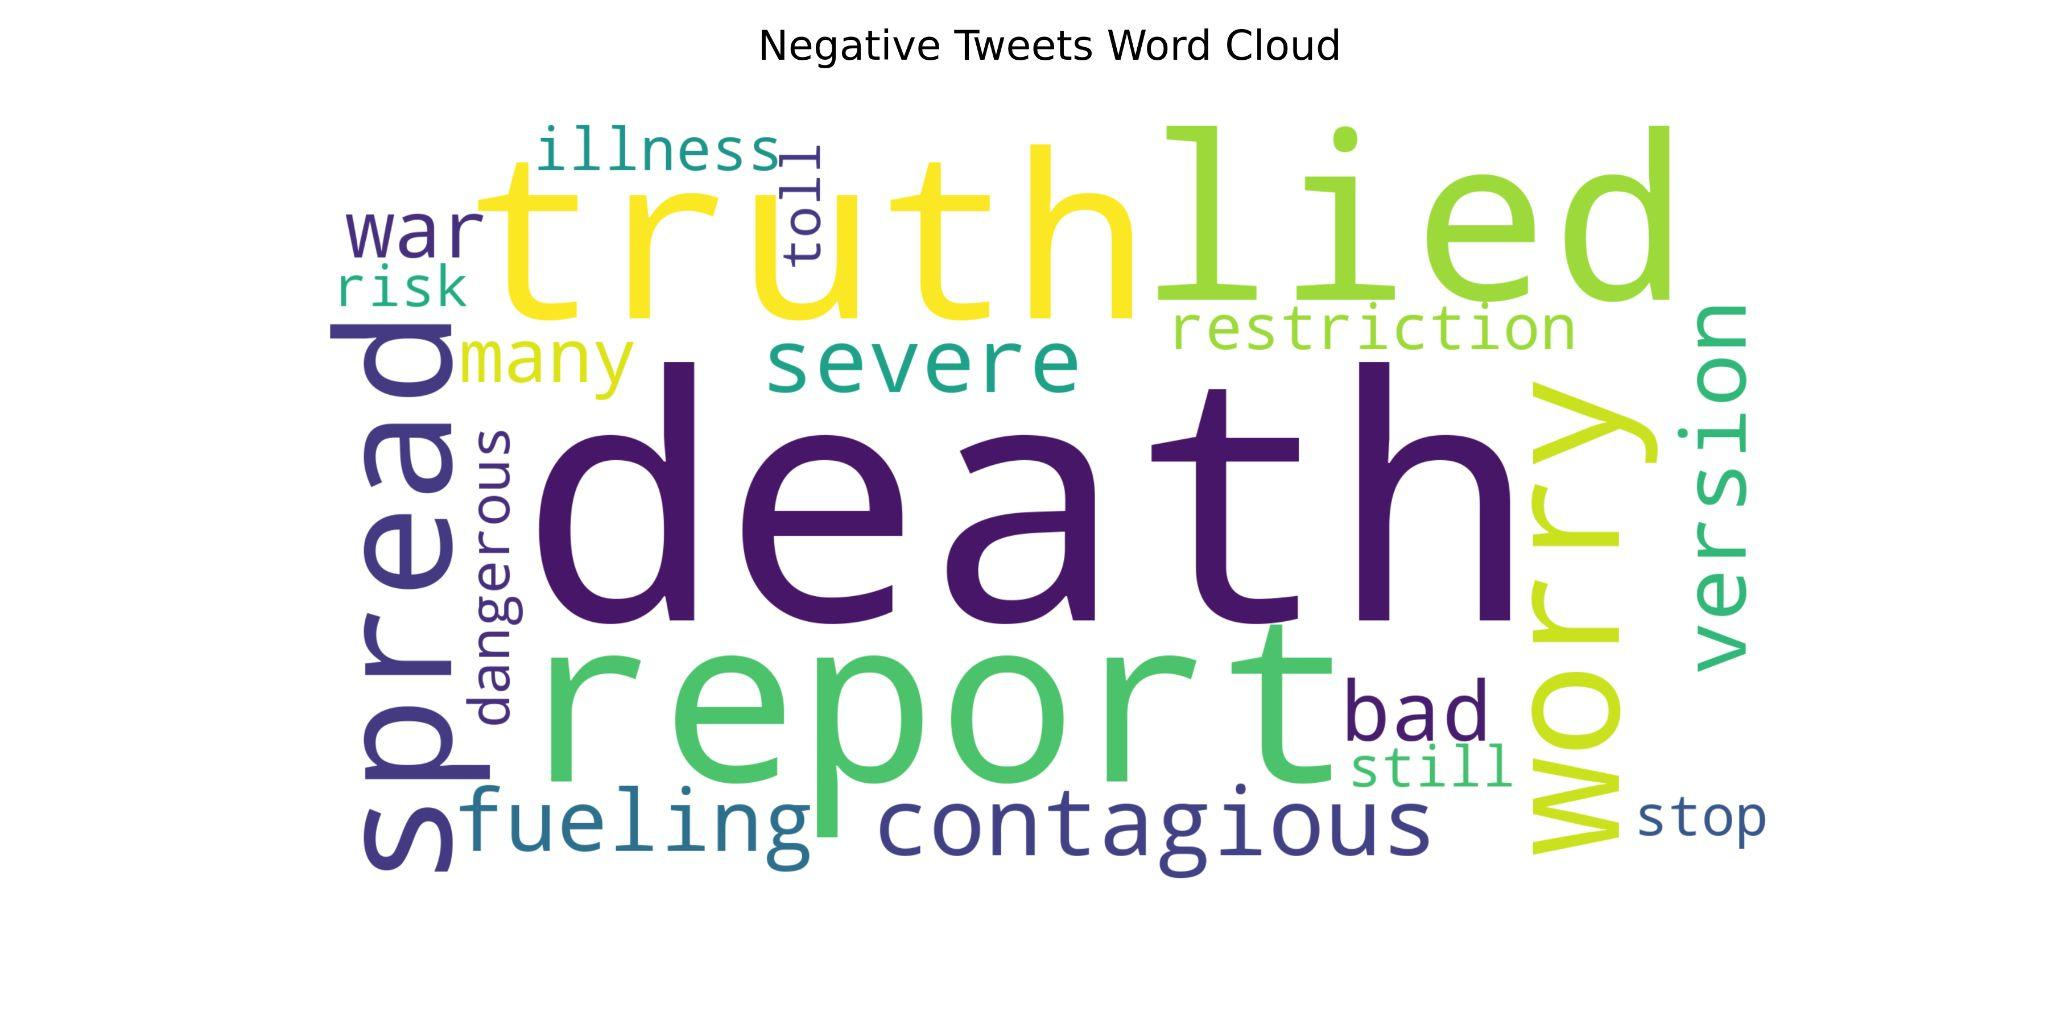 Negative Tweets Word Cloud
illness
toll
truth
lied
war
risk
many
severe
restriction
spread
dangerous
death
worry
version
report
bad
still
fueling
contagious
stop